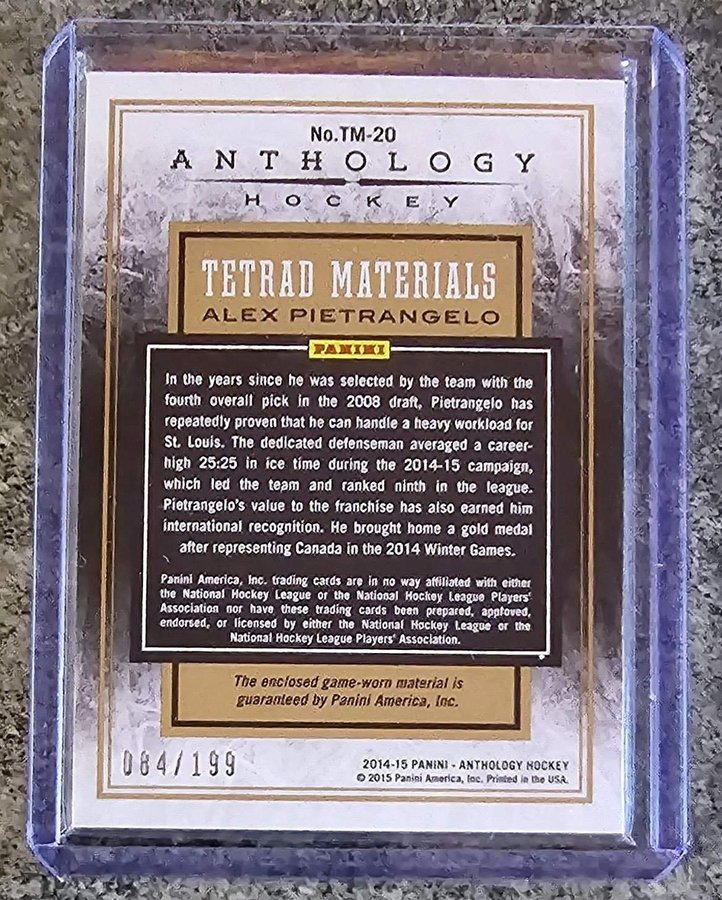 No.TM-20
ANTHOLOGY
HOCKEY
TETRAD MATERIALS
ALEX PIETRANGELO
PANINI
In the years since he was selected by the team with the
fourth overall pick in the 2008 draft, Pietrangelo has
repeatedly proven that he can handle a heavy workload for
St. Louis. The dedicated defenseman averaged a career-
high 25:25 in ice time during the 2014-15 campaign,
which led the team and ranked ninth in the league.
Pietrangelo's value to the franchise has also earned him
international recognition. He brought home a gold medal
after representing Canada in the 2014 Winter Games.
Panini America, Inc. trading cards are in no way affiliated with either
the National Hockey League or the National Hockey League Players'
Association nor have these trading cards been prepared, approved,
endorsed, or licensed by either the National Hockey League or the
National Hockey League Players' Association.
The enclosed game-worn material is
guaranteed by Panini America, Inc.
084/199
2014-15 PANINI - ANTHOLOGY HOCKEY
© 2015 Panini America, Inc. Printed in the USA.